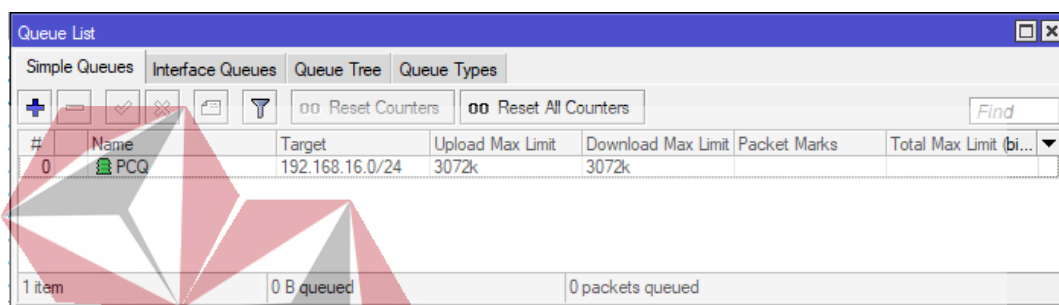 Queue List
Simple Queues Interface Queues Queue Tree Queue Types
00 Reset Counters 00 Reset All Counters Find
# Name Target Upload Max Limit Download Max Limit Packet Marks Total Max Limit (bi...
0 PCQ 192.168.16.0/24 3072k 3072k
1 item 0 B queued 0 packets queued